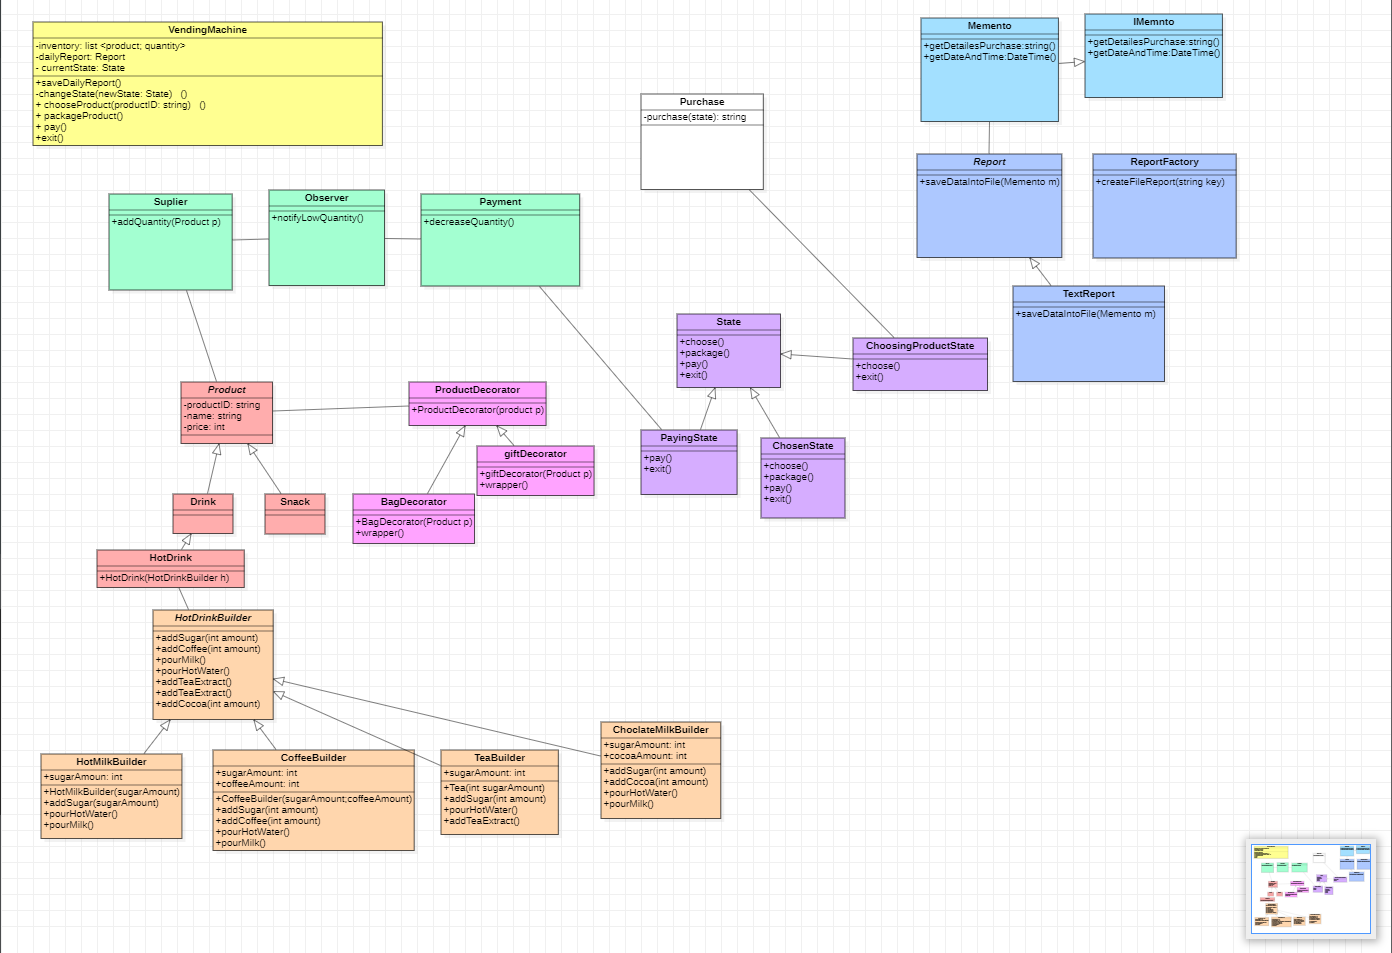 VendingMachine
-inventory: list <product; quantity>
-dailyReport: Report
- currentState: State
+saveDailyReport()
-changeState(newState: State)   ()
+ chooseProduct(productID: string)   ()
+ packageProduct()
+ pay()
+exit()
Memento
+getDetailesPurchase:string()
+getDateAndTime:DateTime()
IMemnto
+getDetailesPurchase:string()
+getDateAndTime:DateTime()
Purchase
-purchase(state): string
Report
+saveDataIntoFile(Memento m)
ReportFactory
+createFileReport(string key)
TextReport
+saveDataIntoFile(Memento m)
Suplier
+addQuantity(Product p)
Observer
+notifyLowQuantity()
Payment
+decreaseQuantity()
State
+choose()
+package()
+pay()
+exit()
ChoosingProductState
+choose()
+exit()
PayingState
+pay()
+exit()
ChosenState
+choose()
+package()
+pay()
+exit()
Product
-productID: string
-name: string
-price: int
ProductDecorator
+ProductDecorator(product p)
giftDecorator
+giftDecorator(Product p)
+wrapper()
BagDecorator
+BagDecorator(Product p)
+wrapper()
Drink
Snack
HotDrink
+HotDrink(HotDrinkBuilder h)
HotDrinkBuilder
+addSugar(int amount)
+addCoffee(int amount)
+pourMilk()
+pourHotWater()
+addTeaExtract()
+addTeaExtract()
+addCocoa(int amount)
HotMilkBuilder
+sugarAmoun: int
+HotMilkBuilder(sugarAmount)
+addSugar(sugarAmount)
+pourHotWater()
+pourMilk()
CoffeeBuilder
+sugarAmount: int
+coffeeAmount: int
+CoffeeBuilder(sugarAmount;coffeeAmount)
+addSugar(int amount)
+addCoffee(int amount)
+pourHotWater()
+pourMilk()
TeaBuilder
+sugarAmount: int
+Tea(int sugarAmount)
+addSugar(int amount)
+pourHotWater()
+addTeaExtract()
ChoclateMilkBuilder
+sugarAmount: int
+cocoaAmount: int
+addSugar(int amount)
+addCocoa(int amount)
+pourHotWater()
+pourMilk()